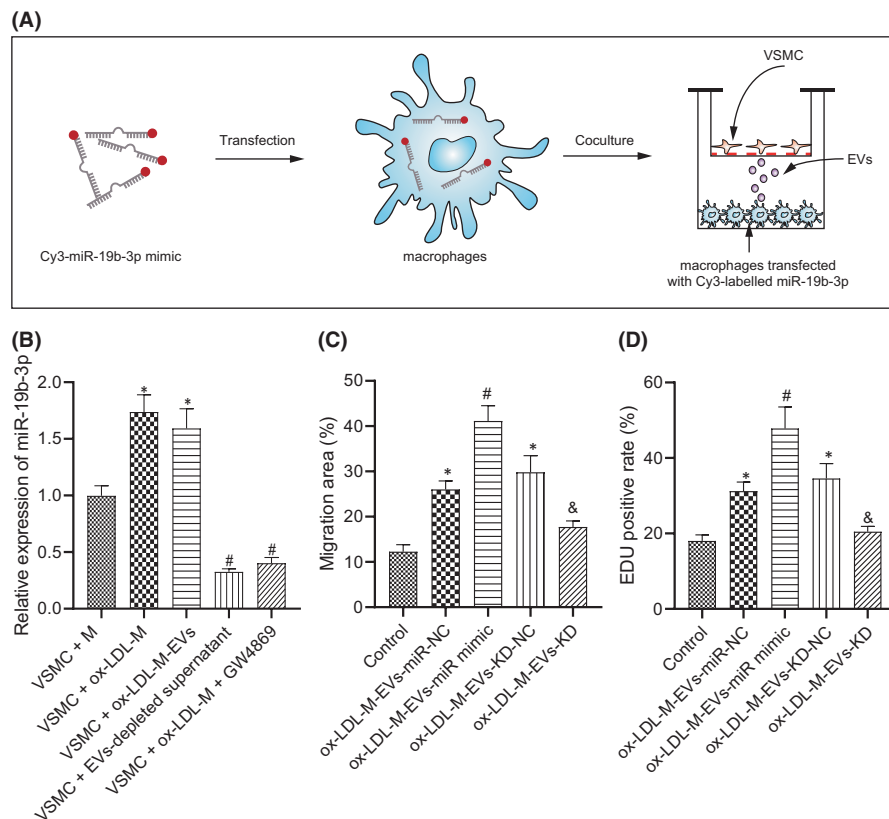 (A)
VSMC
Transfection
Coculture
EVs
Cy3-miR-19b-3p mimic
macrophages
macrophages transfected
with Cy3-labelled miR-19b-3p
(B)
Relative expression of miR-19b-3p
2.0
1.5
1.0
0.5
0.0
*
*
#
#
VSMC + M
VSMC + ox-LDL-M
VSMC + ox-LDL-M-EVs
VSMC + EVs-depleted supernatant
VSMC + ox-LDL-M + GW4869
(C)
Migration area (%)
50
40
30
20
10
0
*
#
*
&
Control
ox-LDL-M-EVs-miR-NC
ox-LDL-M-EVs-miR mimic
ox-LDL-M-EVs-KD-NC
ox-LDL-M-EVs-KD
(D)
EDU positive rate (%)
60
40
20
0
*
#
*
&
Control
ox-LDL-M-EVs-miR-NC
ox-LDL-M-EVs-miR mimic
ox-LDL-M-EVs-KD-NC
ox-LDL-M-EVs-KD